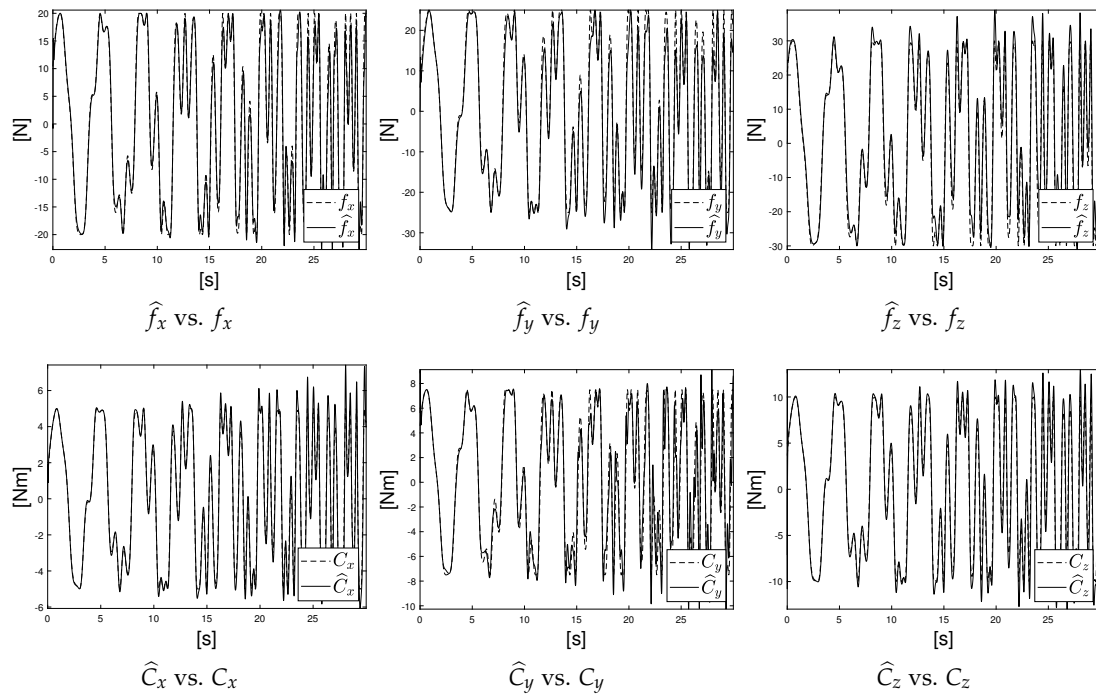 20
15
10
5
0
-5
-10
-15
-20
[N]
0 5 10 15 20 25
[s]
f_x
\widehat{f}_x
\widehat{f}_x vs. f_x
20
10
0
-10
-20
-30
[N]
0 5 10 15 20 25
[s]
f_y
\widehat{f}_y
\widehat{f}_y vs. f_y
30
20
10
0
-10
-20
-30
[N]
0 5 10 15 20 25
[s]
f_z
\widehat{f}_z
\widehat{f}_z vs. f_z
6
4
2
0
-2
-4
-6
[Nm]
0 5 10 15 20 25
[s]
C_x
\widehat{C}_x
\widehat{C}_x vs. C_x
8
6
4
2
0
-2
-4
-6
-8
-10
[Nm]
0 5 10 15 20 25
[s]
C_y
\widehat{C}_y
\widehat{C}_y vs. C_y
10
5
0
-5
-10
[Nm]
0 5 10 15 20 25
[s]
C_z
\widehat{C}_z
\widehat{C}_z vs. C_z